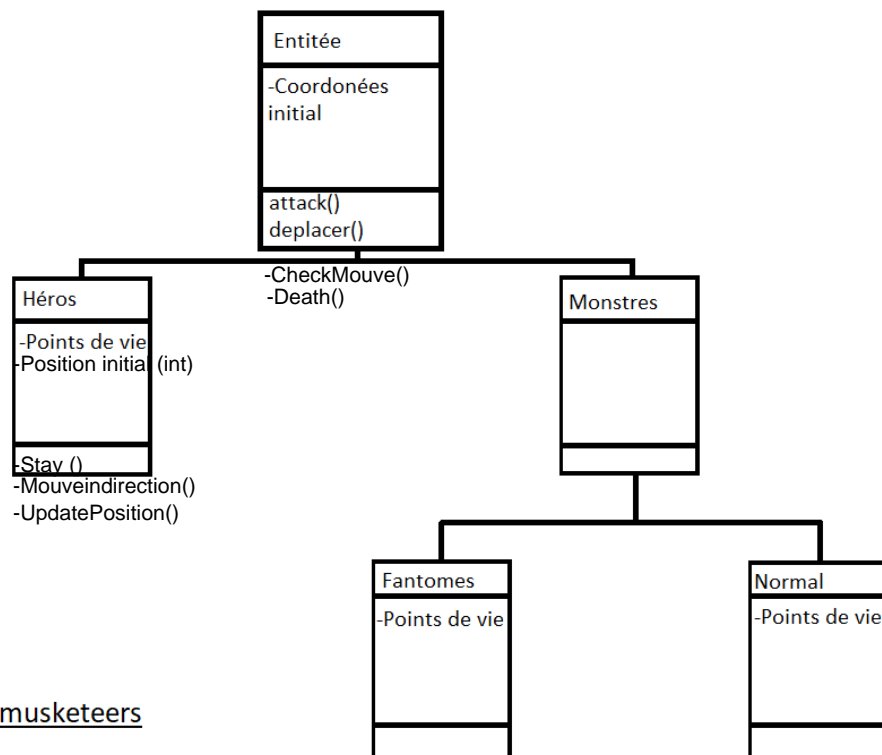 Entitée
-Coordonées
initial
attack()
deplacer()
-CheckMouve()
-Death()
Héros
-Points de vie
-Position initial (int)
-Stay ()
-Mouveindirection()
-UpdatePosition()
Monstres
Fantomes
-Points de vie
Normal
-Points de vie
musketeers